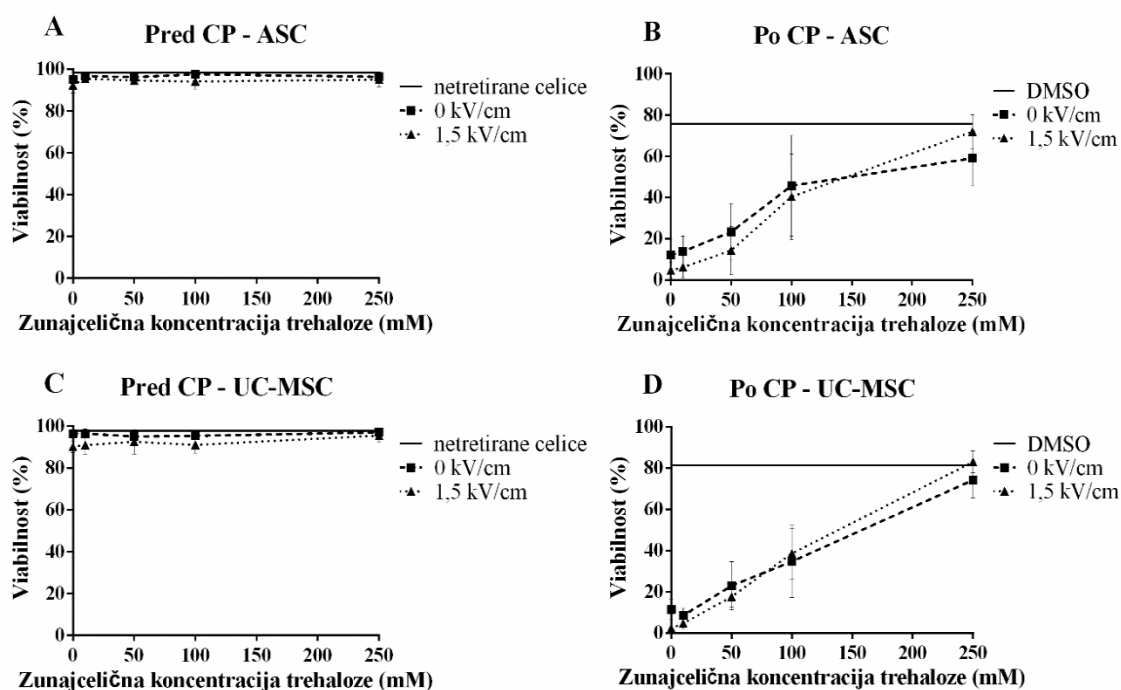 A
Pred CP - ASC
Viabilnost (%)
100
80
60
40
20
0
0 50 100 150 200 250
Zunajcelična koncentracija trehaloze (mM)
netretirane celice
0 kV/cm
1,5 kV/cm
B
Po CP - ASC
Viabilnost (%)
100
80
60
40
20
0
0 50 100 150 200 250
Zunajcelična koncentracija trehaloze (mM)
DMSO
0 kV/cm
1,5 kV/cm
C
Pred CP - UC-MSC
Viabilnost (%)
100
80
60
40
20
0
0 50 100 150 200 250
Zunajcelična koncentracija trehaloze (mM)
netretirane celice
0 kV/cm
1,5 kV/cm
D
Po CP - UC-MSC
Viabilnost (%)
100
80
60
40
20
0
0 50 100 150 200 250
Zunajcelična koncentracija trehaloze (mM)
DMSO
0 kV/cm
1,5 kV/cm